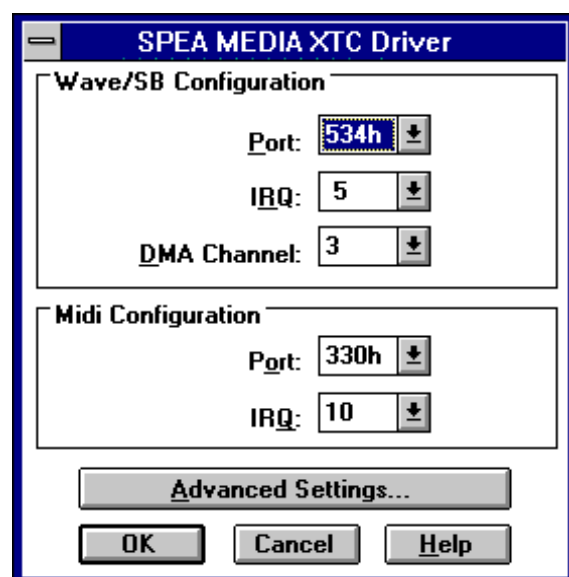 SPEA MEDIA XTC Driver
Wave/SB Configuration
Port: 534h
IRQ: 5
DMA Channel: 3
Midi Configuration
Port: 330h
IRQ: 10
Advanced Settings...
OK Cancel Help